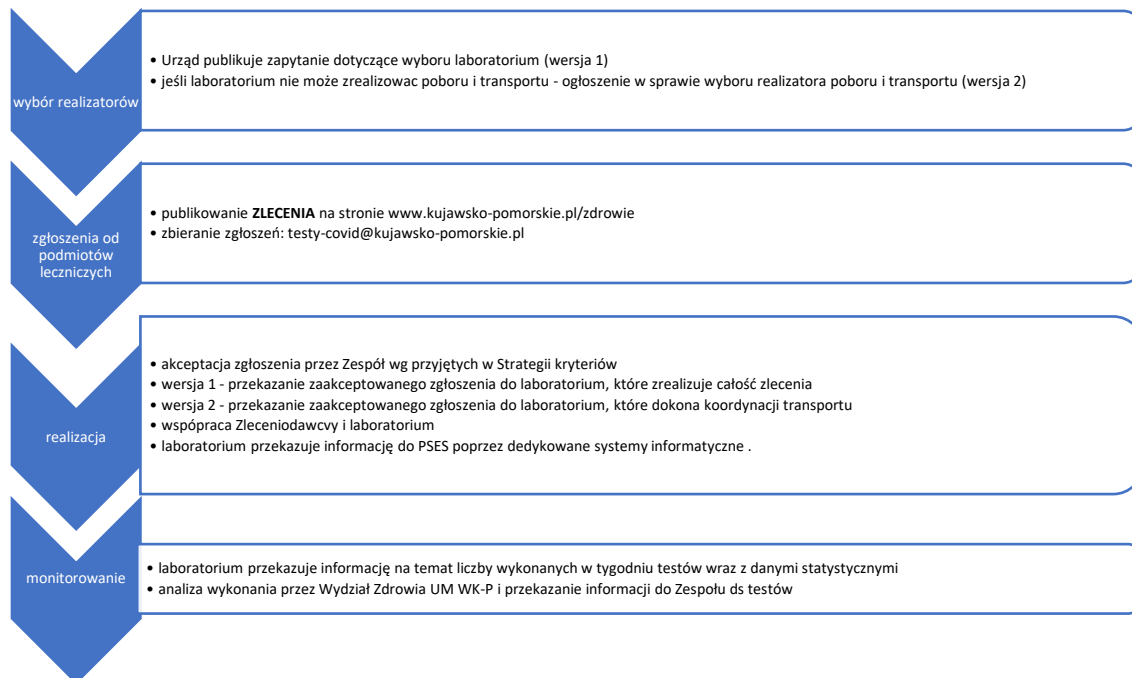 wybór realizatorów
• Urząd publikuje zapytanie dotyczące wyboru laboratorium (wersja 1)
• jeśli laboratorium nie może zrealizowac poboru i transportu - ogłoszenie w sprawie wyboru realizatora poboru i transportu (wersja 2)
zgłoszenia od
podmiotów
leczniczych
• publikowanie ZLECENIA na stronie www.kujawsko-pomorskie.pl/zdrowie
• zbieranie zgłoszeń: testy-covid@kujawsko-pomorskie.pl
realizacja
• akceptacja zgłoszenia przez Zespół wg przyjętych w Strategii kryteriów
• wersja 1 - przekazanie zaakceptowanego zgłoszenia do laboratorium, które zrealizuje całość zlecenia
• wersja 2 - przekazanie zaakceptowanego zgłoszenia do laboratorium, które dokona koordynacji transportu
• współpraca Zleceniodawcvy i laboratorium
• laboratorium przekazuje informację do PSES poprzez dedykowane systemy informatyczne .
monitorowanie
• laboratorium przekazuje informację na temat liczby wykonanych w tygodniu testów wraz z danymi statystycznymi
• analiza wykonania przez Wydział Zdrowia UM WK-P i przekazanie informacji do Zespołu ds testów